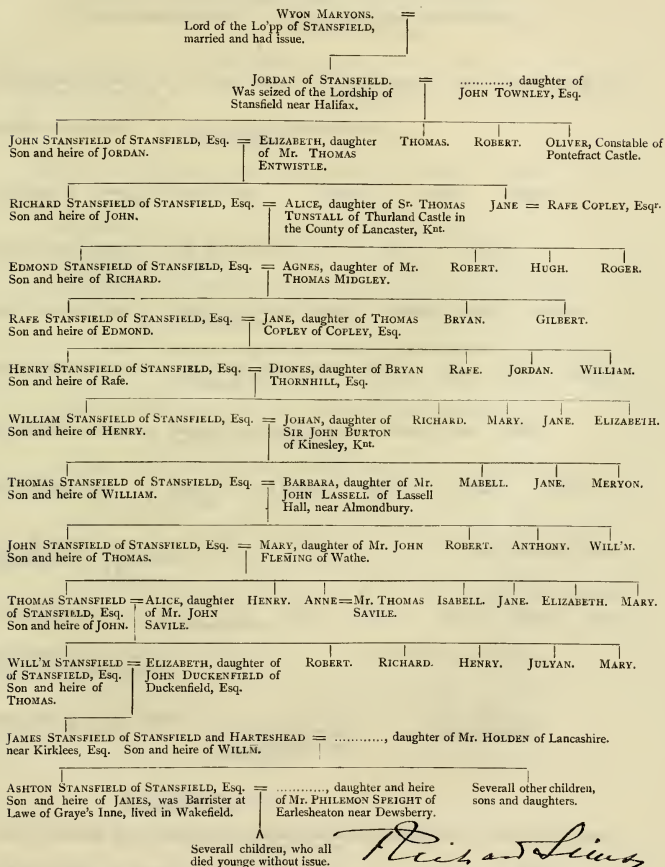 WYON MARYONS. =
Lord of the Lo'pp of STANSFIELD,
married and had issue.
JORDAN of STANSFIELD. = ............, daughter of
Was seized of the Lordship of JOHN TOWNLEY, Esq.
Stansfield near Halifax.
JOHN STANSFIELD of STANSFIELD, Esq. = ELIZABETH, daughter THOMAS. ROBERT. OLIVER, Constable of
Son and heire of JORDAN. of Mr. THOMAS Pontefract Castle.
ENTWISTLE.
RICHARD STANSFIELD of STANSFIELD, Esq. = ALICE, daughter of Sr. THOMAS JANE = RAFE COPLEY, Esqr.
Son and heire of JOHN. TUNSTALL of Thurland Castle in
the County of Lancaster, Knt.
EDMOND STANSFIELD of STANSFIELD, Esq. = AGNES, daughter of Mr. ROBERT. HUGH. ROGER.
Son and heire of RICHARD. THOMAS MIDGLEY.
RAFE STANSFIELD of STANSFIELD, Esq. = JANE, daughter of THOMAS BRYAN. GILBERT.
Son and heire of EDMOND. COPLEY of COPLEY, Esq.
HENRY STANSFIELD of STANSFIELD, Esq. = DIONES, daughter of BRYAN RAFE. JORDAN. WILLIAM.
Son and heire of Rafe. THORNHILL, Esq.
WILLIAM STANSFIELD of STANSFIELD, Esq. = JOHAN, daughter of RICHARD. MARY. JANE. ELIZABETH.
Son and heire of HENRY. SIR JOHN BURTON
of Kinesley, Knt.
THOMAS STANSFIELD of STANSFIELD, Esq. = BARBARA, daughter of Mr. MABELL. JANE. MERYON.
Son and heire of WILLIAM. JOHN LASSELL of Lassell
Hall, near Almondbury.
JOHN STANSFIELD of STANSFIELD, Esq. = MARY, daughter of Mr. JOHN ROBERT. ANTHONY. WILL'M.
Son and heire of THOMAS. FLEM̄ING of Wathe.
THOMAS STANSFIELD = ALICE, daughter HENRY. ANNE = Mr. THOMAS ISABELL. JANE. ELIZABETH. MARY.
of STANSFIELD, Esq. of Mr. JOHN SAVILE.
Son and heire of JOHN. SAVILE.
WILL'M STANSFIELD = ELIZABETH, daughter of ROBERT. RICHARD. HENRY. JULYAN. MARY.
of STANSFIELD, Esq. JOHN DUCKENFIELD of
Son and heire of Duckenfield, Esq.
THOMAS.
JAMES STANSFIELD of STANSFIELD and HARTESHEAD = ............, daughter of Mr. HOLDEN of Lancashire.
near Kirklees, Esq. Son and heire of WILLM̄.
ASHTON STANSFIELD of STANSFIELD, Esq. = ............, daughter and heire Severall other children,
Son and heire of JAMES, was Barrister at of Mr. PHILEMON SPEIGHT of sons and daughters.
Lawe of Graye's Inne, lived in Wakefield. Earlesheaton near Dewsberry.
Severall children, who all
died younge without issue.